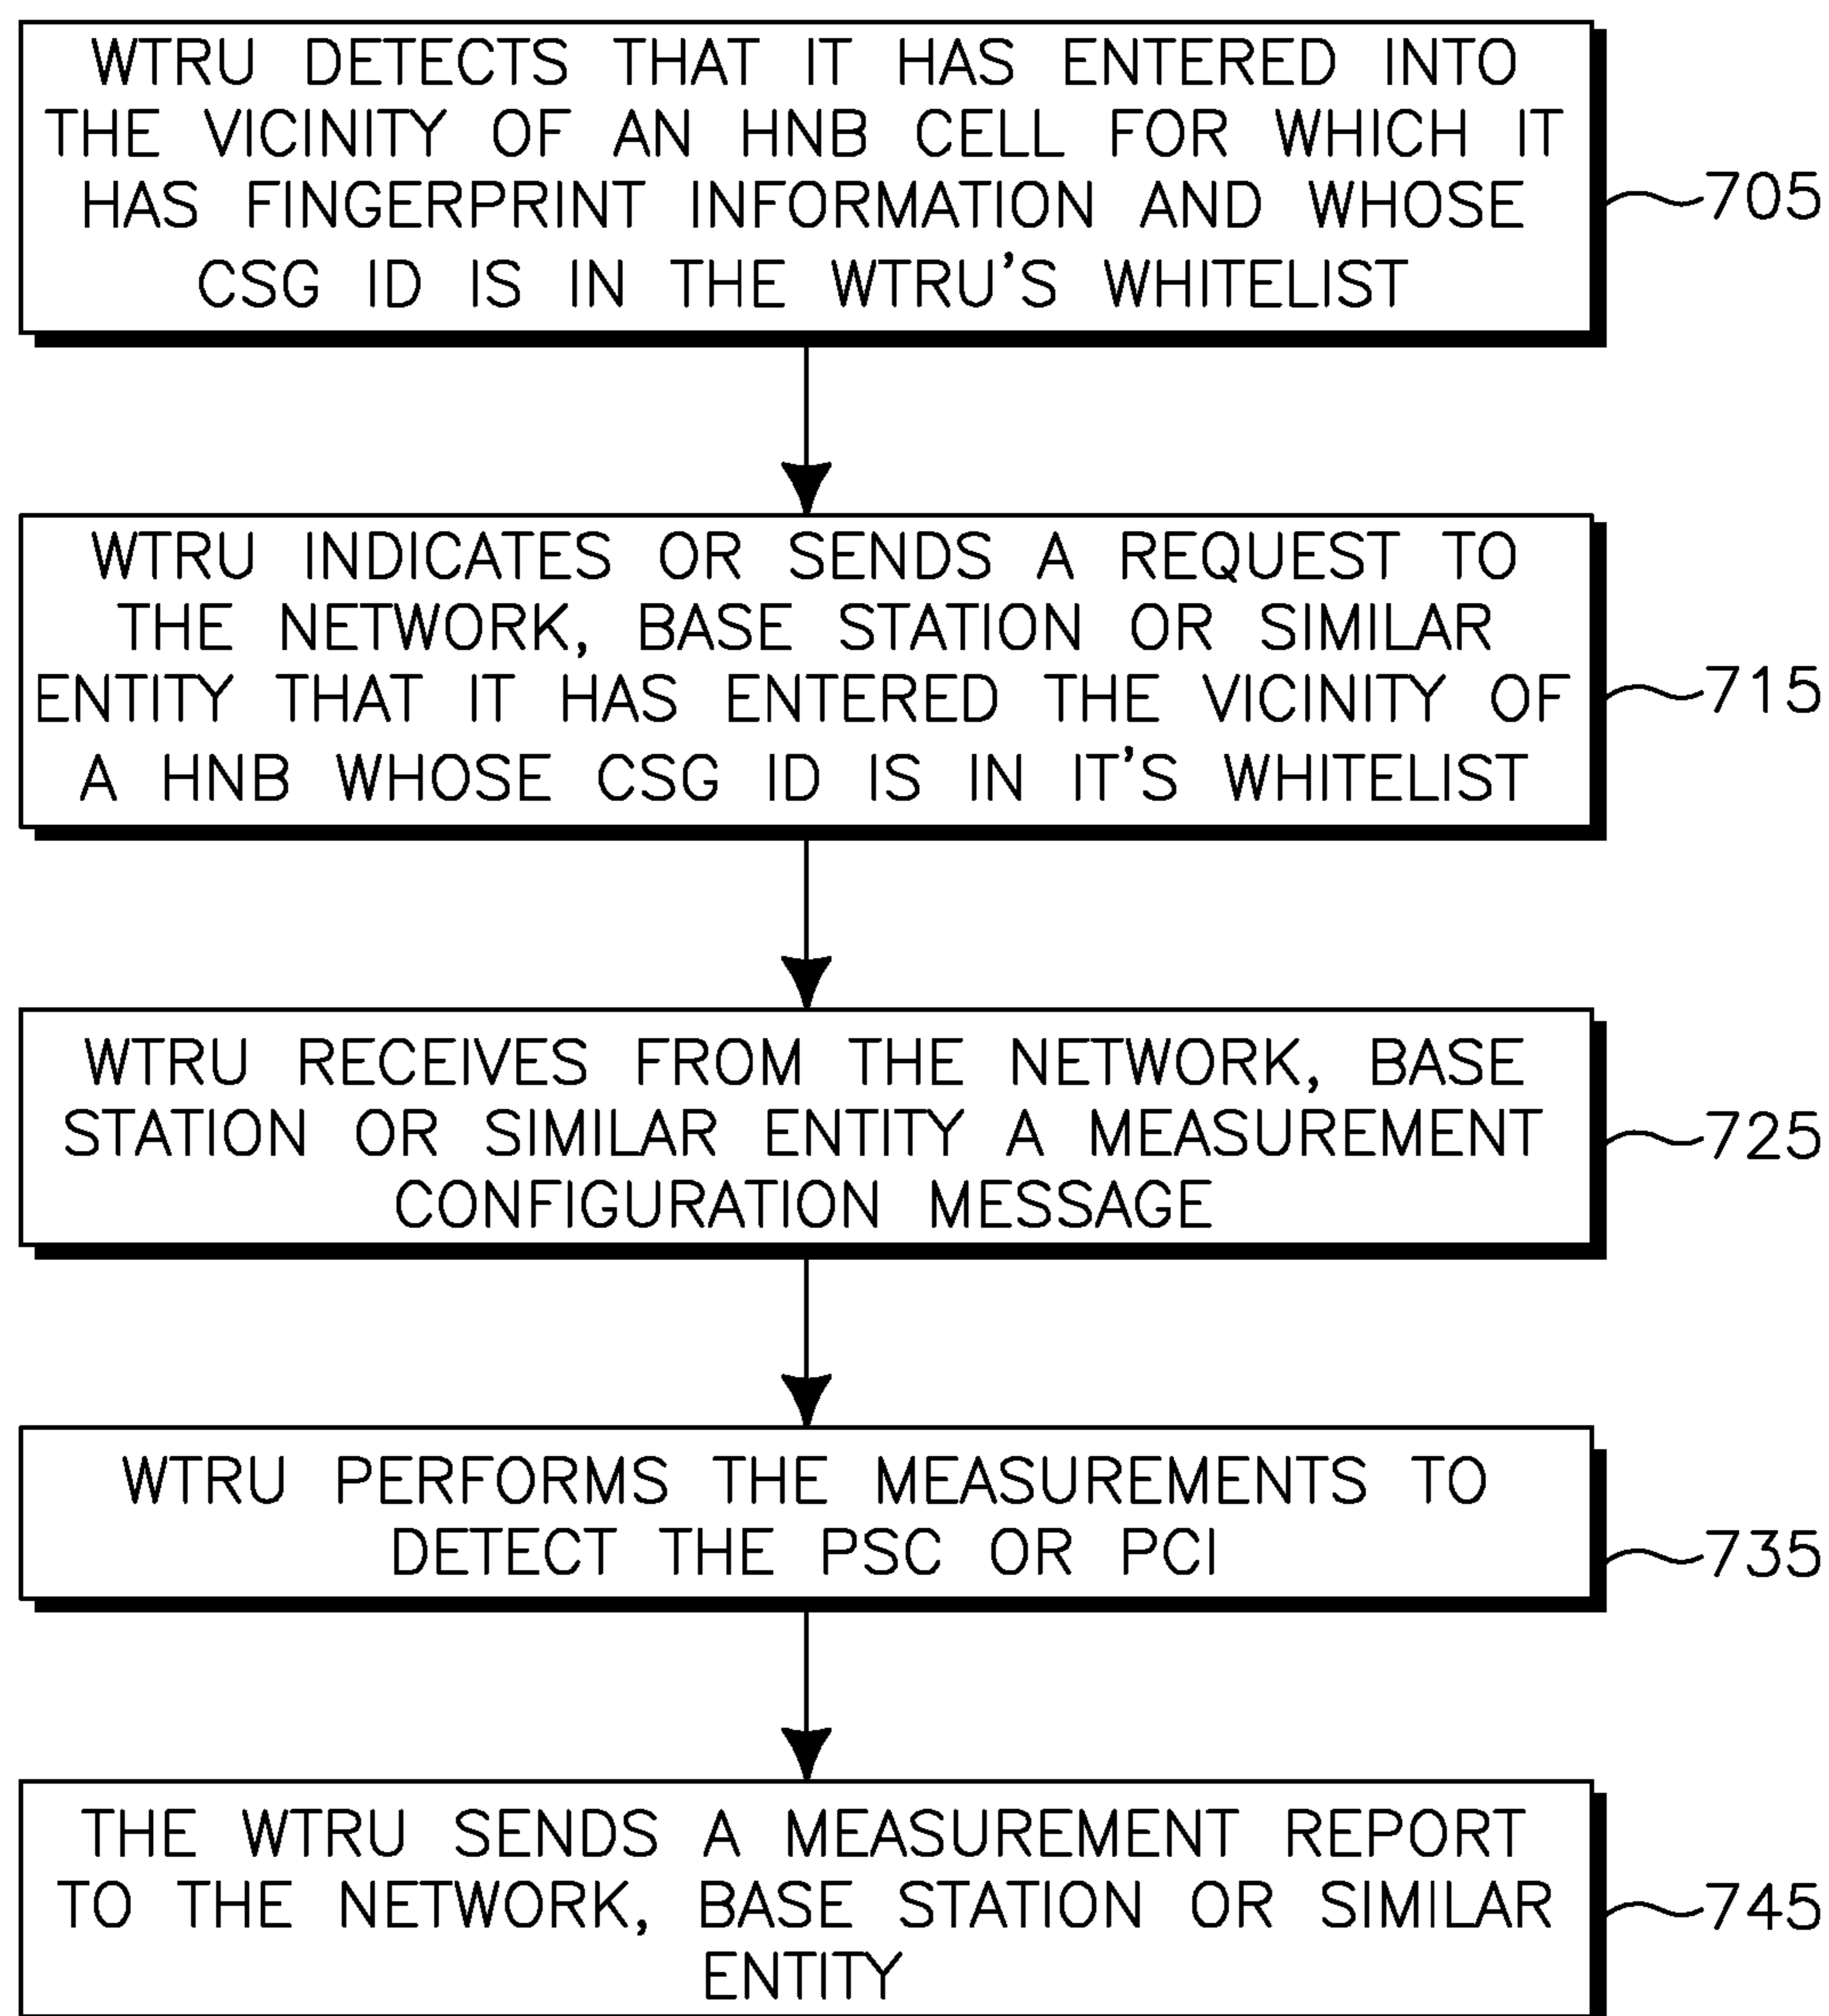 WTRU DETECTS THAT IT HAS ENTERED INTO
THE VICINITY OF AN HNB CELL FOR WHICH IT
HAS FINGERPRINT INFORMATION AND WHOSE
CSG ID IS IN THE WTRU'S WHITELIST
705
WTRU INDICATES OR SENDS A REQUEST TO
THE NETWORK, BASE STATION OR SIMILAR
ENTITY THAT IT HAS ENTERED THE VICINITY OF
A HNB WHOSE CSG ID IS IN IT'S WHITELIST
715
WTRU RECEIVES FROM THE NETWORK, BASE
STATION OR SIMILAR ENTITY A MEASUREMENT
CONFIGURATION MESSAGE
725
WTRU PERFORMS THE MEASUREMENTS TO
DETECT THE PSC OR PCI
735
THE WTRU SENDS A MEASUREMENT REPORT
TO THE NETWORK, BASE STATION OR SIMILAR
ENTITY
745